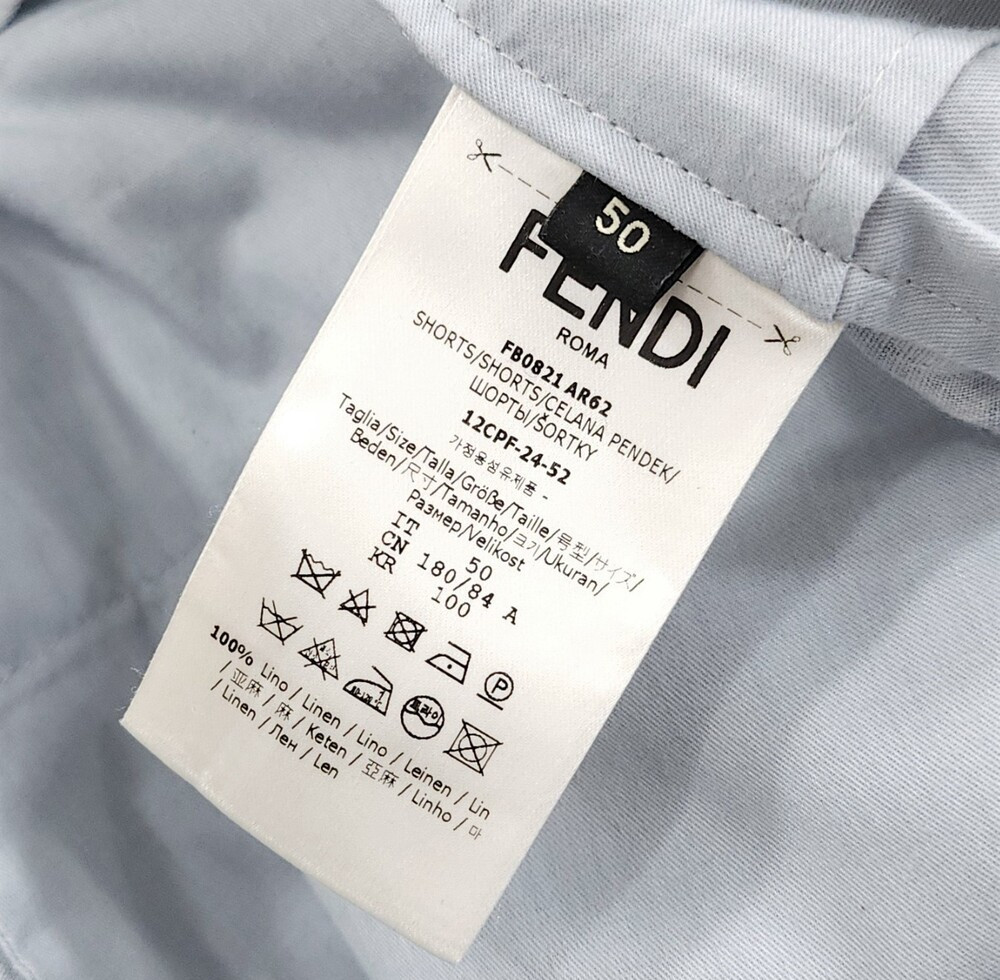 50
FENDI
ROMA
FB0821 AR62
SHORTS/SHORTS/CELANA PENDEK/
ШОРТЫ/ŠORTKY
12CPF-24-52
가정용섬유제품 -
Taglia/Size/Talla/Größe/Taille/号型/サイズ/
Beden/尺寸/Tamanho/크기/Ukuran/
Размер/Velikost
IT 50
CN 180/84 A
KR 100
P
드라이
100% Lino / Linen / Lino / Leinen / Lin
/ 亚麻 / 麻 / Keten / 亞麻 / Linho / 마
/ Linen / Лен / Len